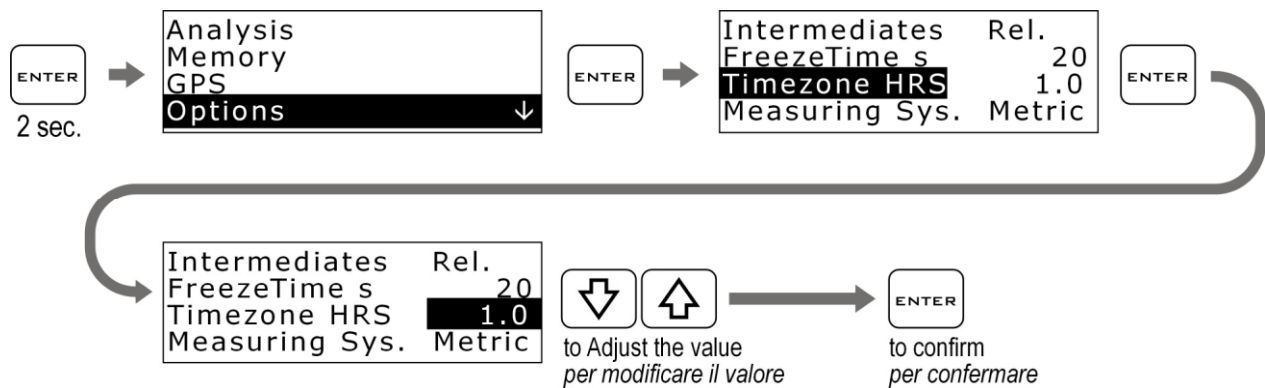 ENTER
2 sec.
Analysis
Memory
GPS
Options ↓
ENTER
Intermediates Rel.
FreezeTime s 20
Timezone HRS 1.0
Measuring Sys. Metric
ENTER
Intermediates Rel.
FreezeTime s 20
Timezone HRS 1.0
Measuring Sys. Metric
to Adjust the value
per modificare il valore
ENTER
to confirm
per confermare